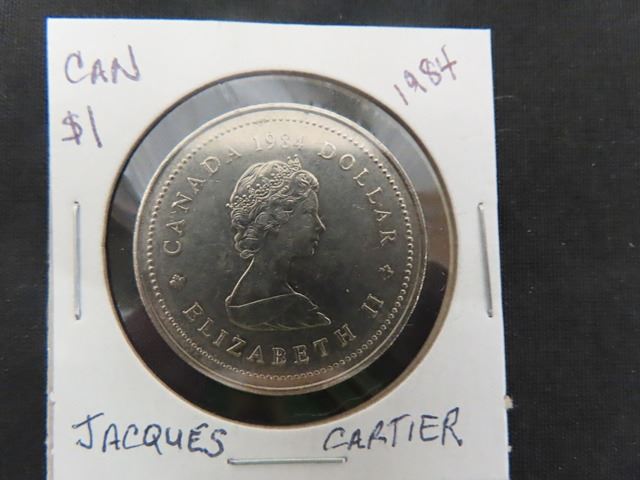 CAN
$1
1984
CANADA 1984 DOLLAR
ELIZABETH II
JACQUES CARTIER